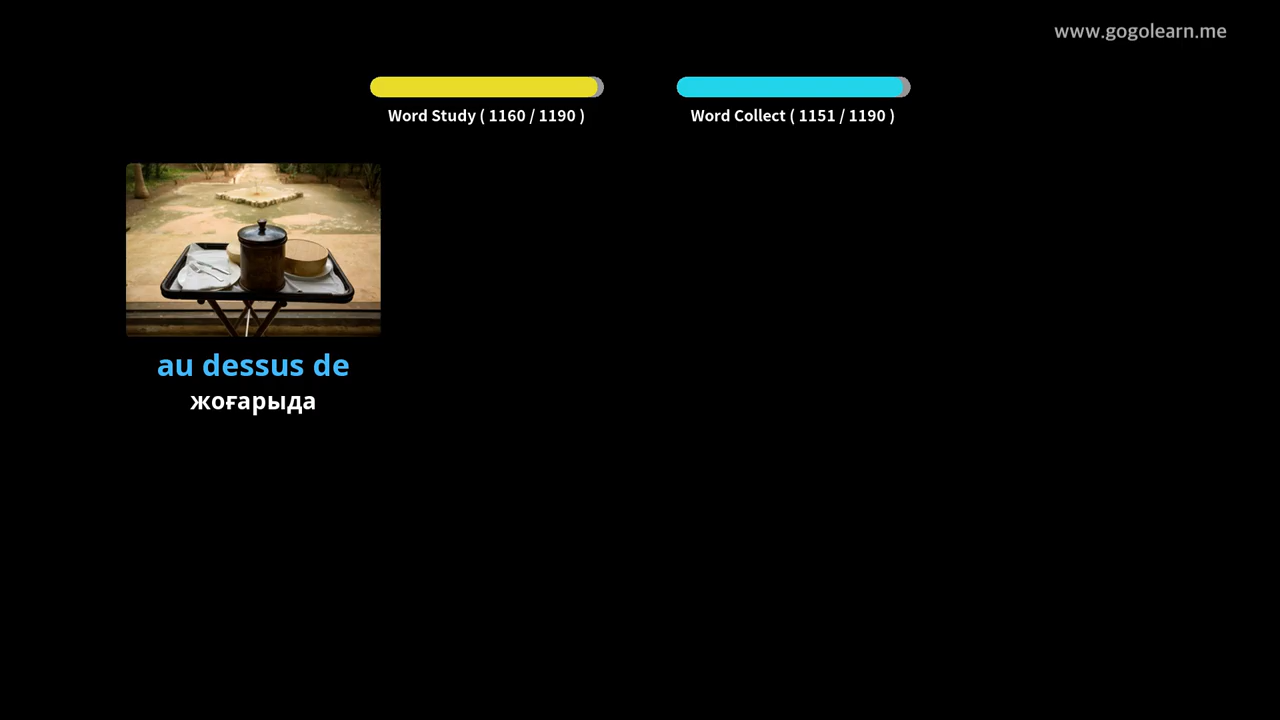 www.gogolearn.me
Word Study ( 1160 / 1190 )
Word Collect ( 1151 / 1190 )
au dessus de
жоғарыда